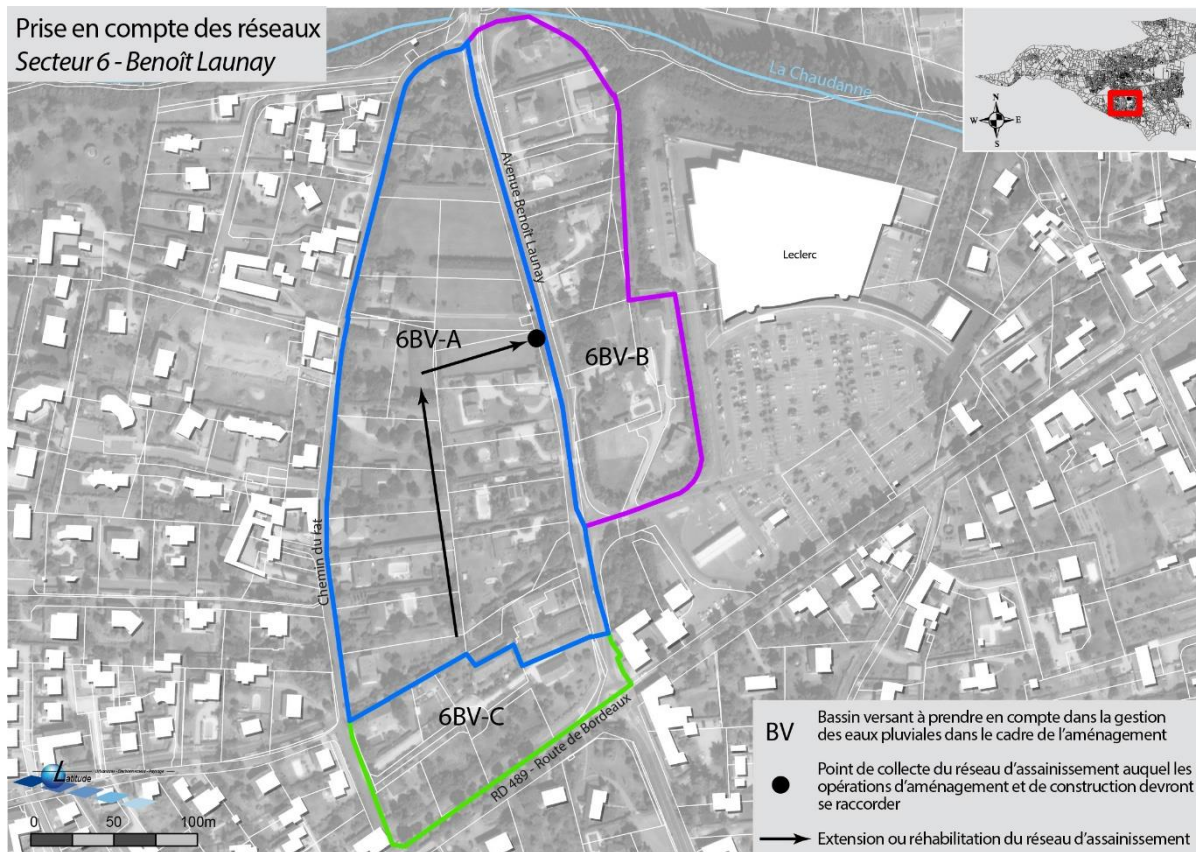 Prise en compte des réseaux
Secteur 6 - Benoît Launay
La Chaudanne
N
W E
S
Avenue Benoît Launay
Leclerc
6BV-A
6BV-B
Chemin du fat
6BV-C
RD 489 - Route de Bordeaux
BV
Bassin versant à prendre en compte dans la gestion
des eaux pluviales dans le cadre de l'aménagement
Point de collecte du réseau d'assainissement auquel les
opérations d'aménagement et de construction devront
se raccorder
Extension ou réhabilitation du réseau d'assainissement
Latitude
0 50 100m